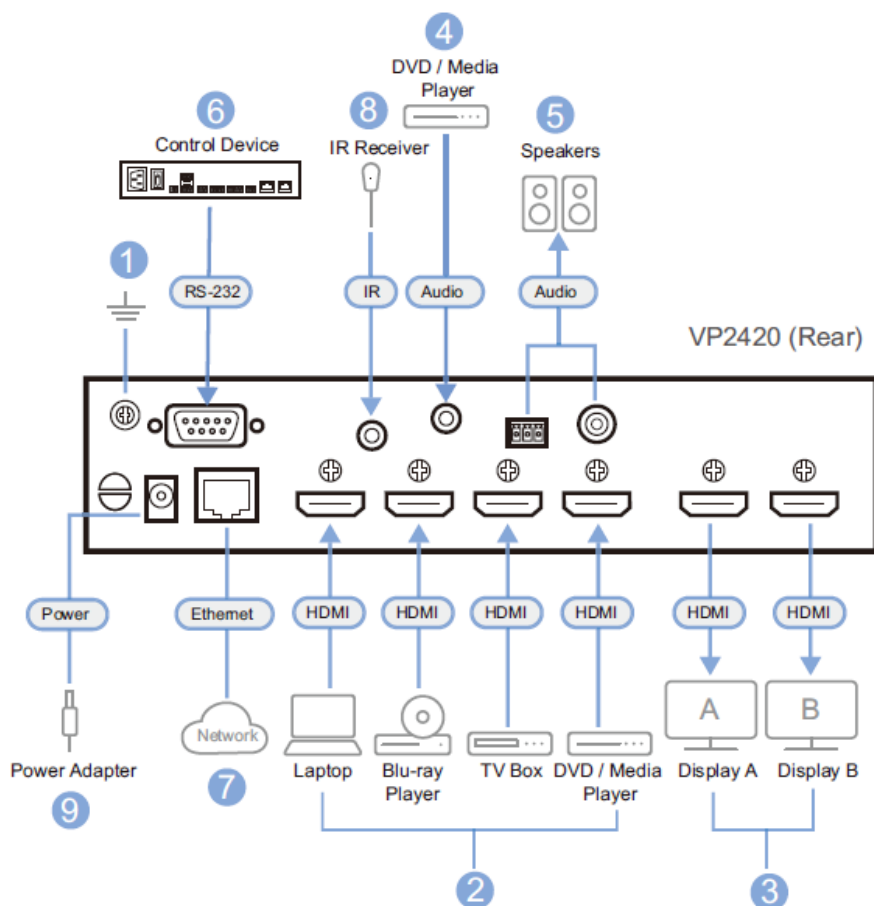 4
DVD / Media
Player
6
Control Device
8
IR Receiver
5
Speakers
1
RS-232
IR
Audio
Audio
VP2420 (Rear)
Power
Ethernet
HDMI
HDMI
HDMI
HDMI
HDMI
HDMI
A
B
Network
Power Adapter
9
7
Laptop
Blu-ray
Player
TV Box
DVD / Media
Player
Display A
Display B
2
3